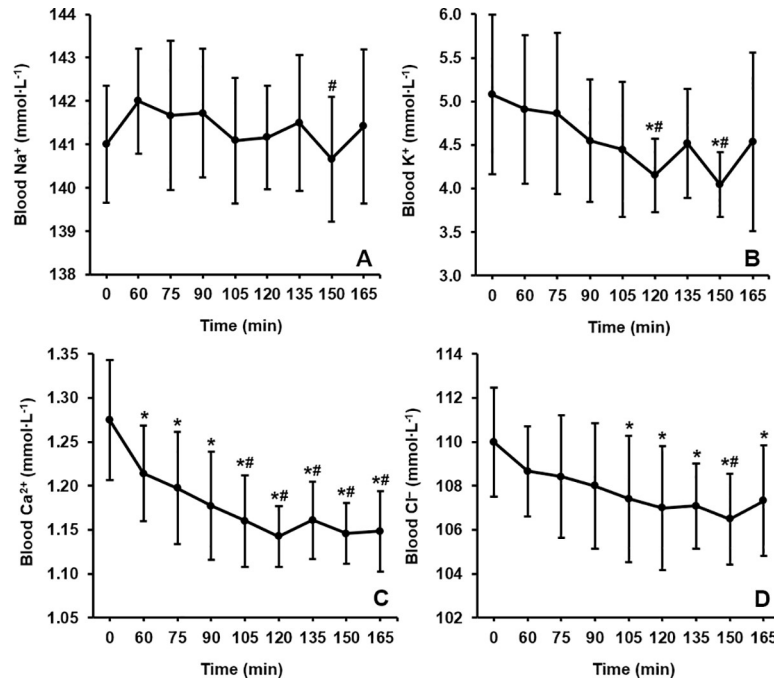 144
143
142
141
140
139
138
Blood Na⁺ (mmol·L⁻¹)
#
A
0 60 75 90 105 120 135 150 165
Time (min)
6.0
5.5
5.0
4.5
4.0
3.5
3.0
Blood K⁺ (mmol·L⁻¹)
*# *#
B
0 60 75 90 105 120 135 150 165
Time (min)
1.35
1.30
1.25
1.20
1.15
1.10
1.05
Blood Ca²⁺ (mmol·L⁻¹)
* * * *# *# *# *# *#
C
0 60 75 90 105 120 135 150 165
Time (min)
114
112
110
108
106
104
102
Blood Cl⁻ (mmol·L⁻¹)
* * * *# *
D
0 60 75 90 105 120 135 150 165
Time (min)